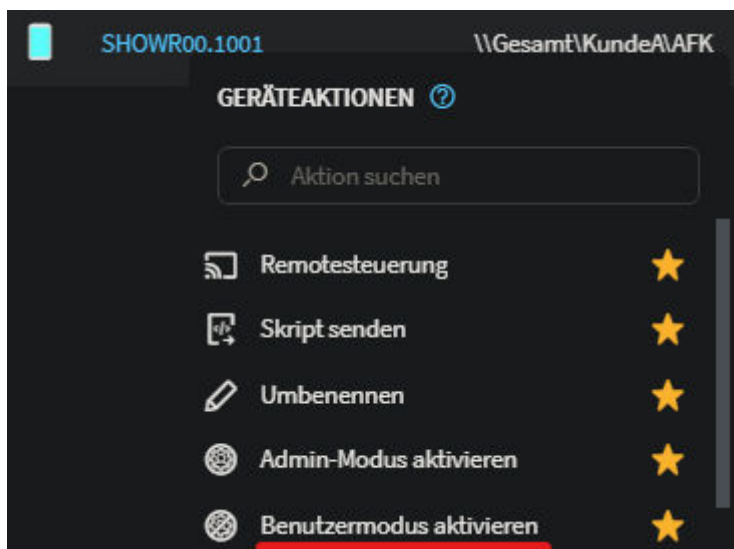 SHOWR00.1001 \\Gesamt\KundeA\AFK
GERÄTEAKTIONEN ?
Aktion suchen
Remotesteuerung
Skript senden
Umbenennen
Admin-Modus aktivieren
Benutzermodus aktivieren